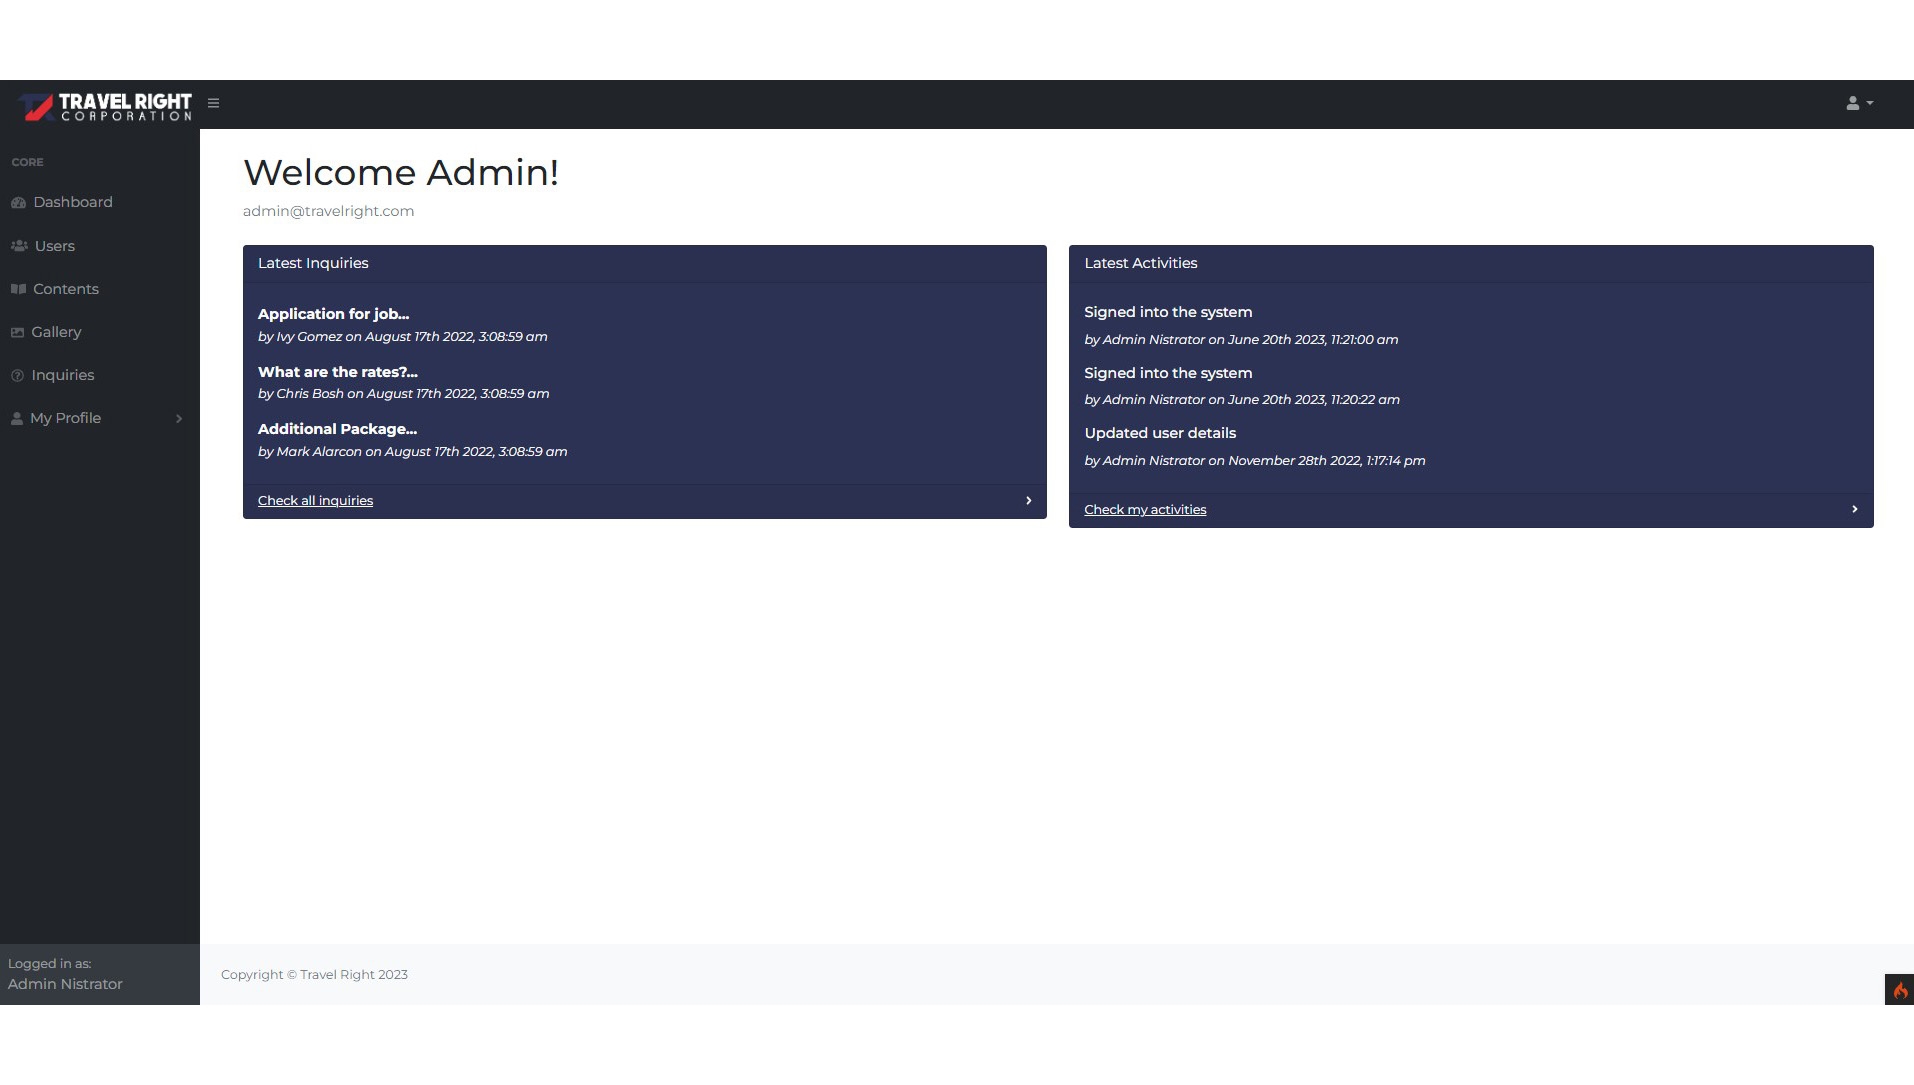 TRAVEL RIGHT
CORPORATION
CORE
Dashboard
Users
Contents
Gallery
Inquiries
My Profile
Logged in as:
Admin Nistrator
Welcome Admin!
admin@travelright.com
Latest Inquiries
Application for job...
by Ivy Gomez on August 17th 2022, 3:08:59 am
What are the rates?...
by Chris Bosh on August 17th 2022, 3:08:59 am
Additional Package...
by Mark Alarcon on August 17th 2022, 3:08:59 am
Check all inquiries
Latest Activities
Signed into the system
by Admin Nistrator on June 20th 2023, 11:21:00 am
Signed into the system
by Admin Nistrator on June 20th 2023, 11:20:22 am
Updated user details
by Admin Nistrator on November 28th 2022, 1:17:14 pm
Check my activities
Copyright © Travel Right 2023